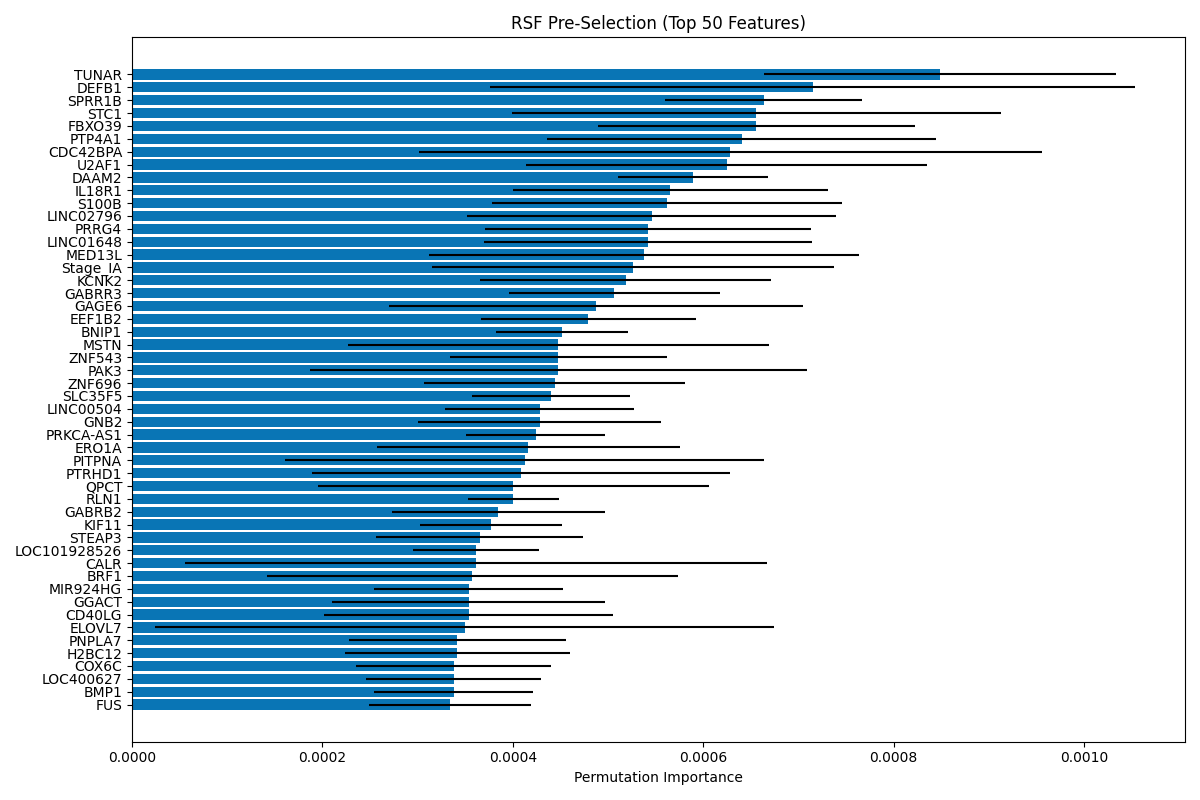 RSF Pre-Selection (Top 50 Features)
TUNAR
DEFB1
SPRR1B
STC1
FBXO39
PTP4A1
CDC42BPA
U2AF1
DAAM2
IL18R1
S100B
LINC02796
PRRG4
LINC01648
MED13L
Stage_IA
KCNK2
GABRR3
GAGE6
EEF1B2
BNIP1
MSTN
ZNF543
PAK3
ZNF696
SLC35F5
LINC00504
GNB2
PRKCA-AS1
ERO1A
PITPNA
PTRHD1
QPCT
RLN1
GABRB2
KIF11
STEAP3
LOC101928526
CALR
BRF1
MIR924HG
GGACT
CD40LG
ELOVL7
PNPLA7
H2BC12
COX6C
LOC400627
BMP1
FUS
0.0000 0.0002 0.0004 0.0006 0.0008 0.0010
Permutation Importance